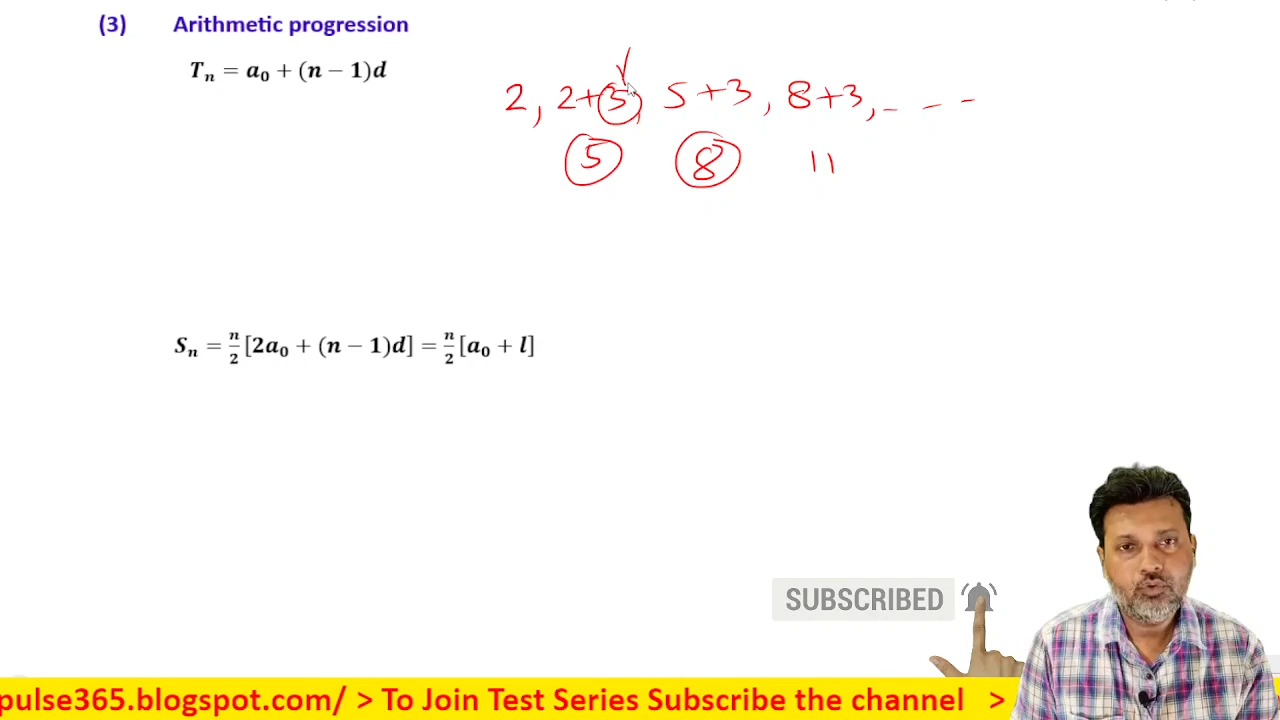 (3) Arithmetic progression
Tₙ = a₀ + (n − 1)d
2, 2+3, 5+3, 8+3, - - -
5 8 11
Sₙ = n/2 [2a₀ + (n − 1)d] = n/2 [a₀ + l]
SUBSCRIBED
pulse365.blogspot.com/ > To Join Test Series Subscribe the channel >